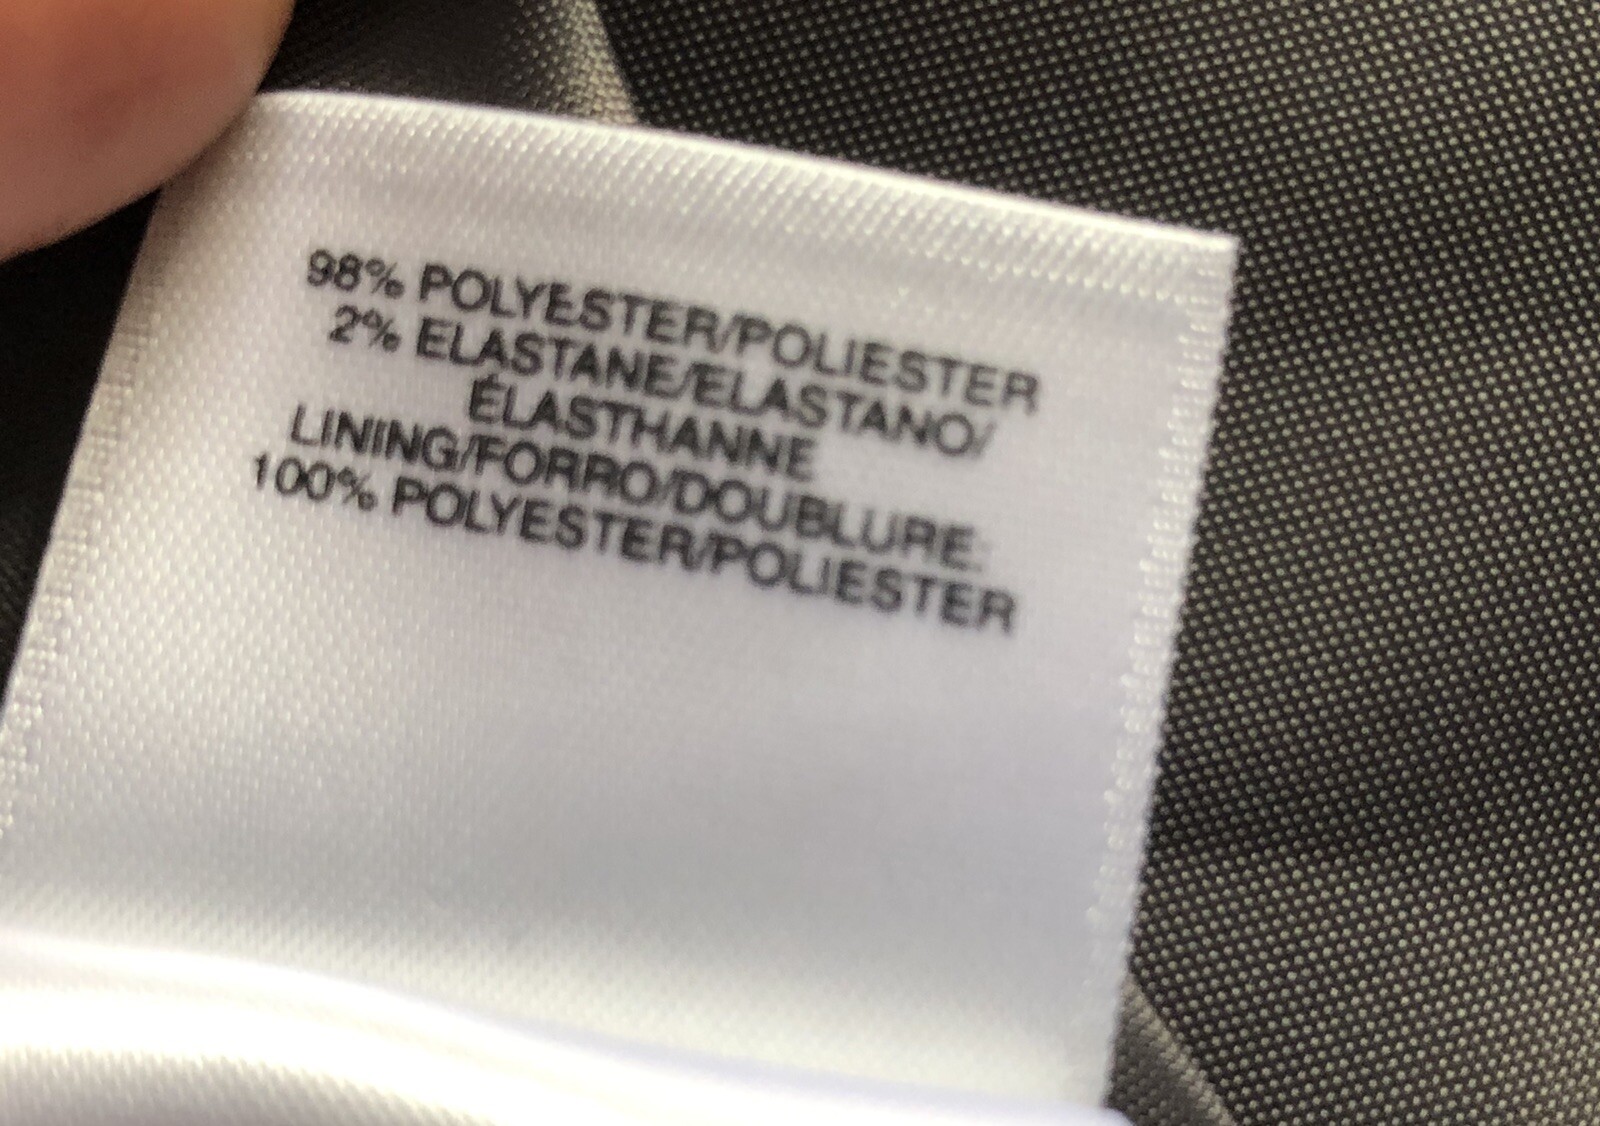 98% POLYESTER/POLIESTER
2% ELASTANE/ELASTANO/
ÉLASTHANNE
LINING/FORRO/DOUBLURE:
100% POLYESTER/POLIESTER